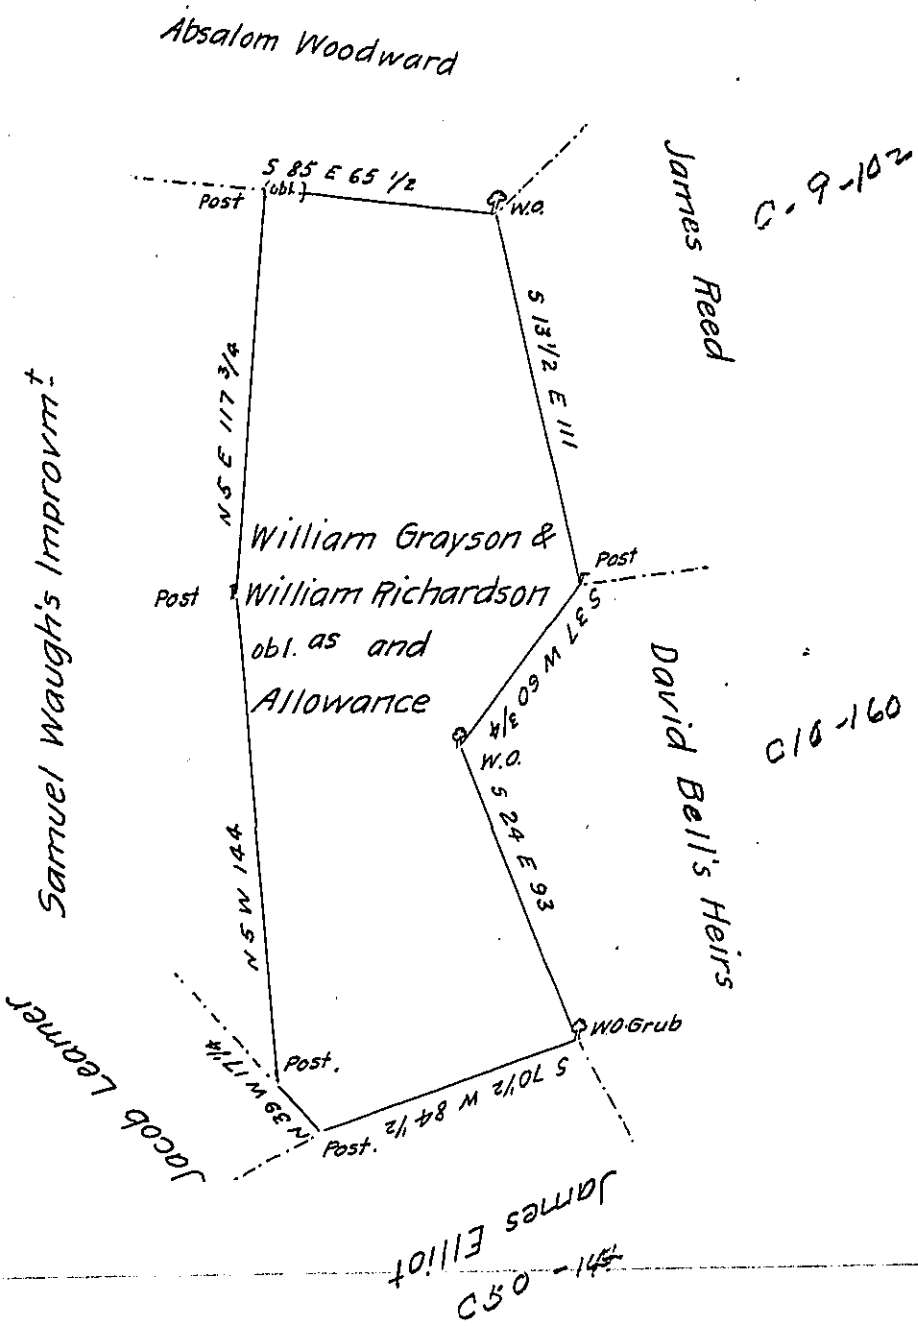 Absalom Woodward
S 85 E 65 1/2
Post
(obl.)
W.O.
James Reed
C-9-102
S 13 1/2 E 111
N 5 E 117 3/4
Samuel Waugh's Improvmt
William Grayson &
William Richardson
obl. as and
Allowance
Post
Post
S 37 W 60 3/4
W.O.
David Bell's Heirs
C10-160
S 24 E 93
N 5 W 144
W.O. Grub
S 70 1/2 W 84 1/2
Post.
N 39 W 17 1/4
Post.
Jacob Leamer
James Elliot